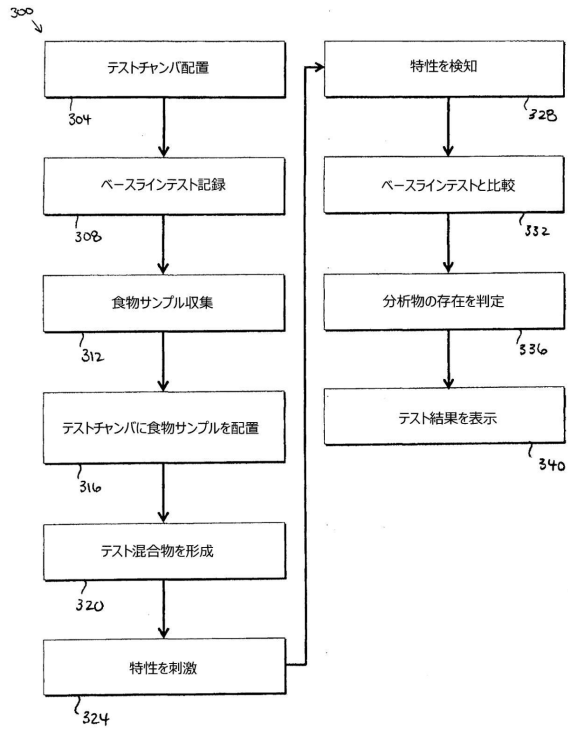 300
テストチャンバ配置
304
ベースラインテスト記録
308
食物サンプル収集
312
テストチャンバに食物サンプルを配置
316
テスト混合物を形成
320
特性を刺激
324
特性を検知
328
ベースラインテストと比較
332
分析物の存在を判定
336
テスト結果を表示
340